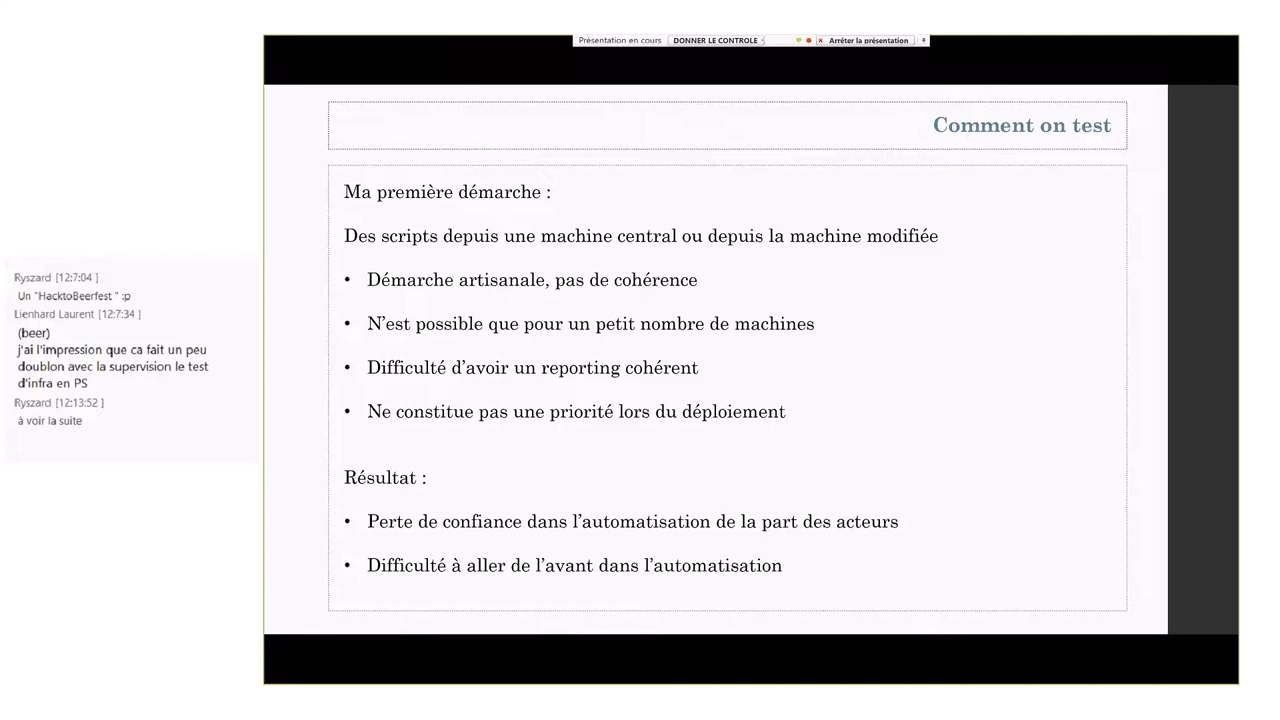 Présentation en cours
DONNER LE CONTROLE
Arrêter la présentation
Comment on test
Ma première démarche :
Des scripts depuis une machine central ou depuis la machine modifiée
• Démarche artisanale, pas de cohérence
• N’est possible que pour un petit nombre de machines
• Difficulté d’avoir un reporting cohérent
• Ne constitue pas une priorité lors du déploiement
Résultat :
• Perte de confiance dans l’automatisation de la part des acteurs
• Difficulté à aller de l’avant dans l’automatisation
Ryszard [12:7:04 ]
Un "HacktoBeerfest " :p
Lienhard Laurent [12:7:34 ]
(beer)
j'ai l'impression que ca fait un peu
doublon avec la supervision le test
d'infra en PS
Ryszard [12:13:52 ]
à voir la suite